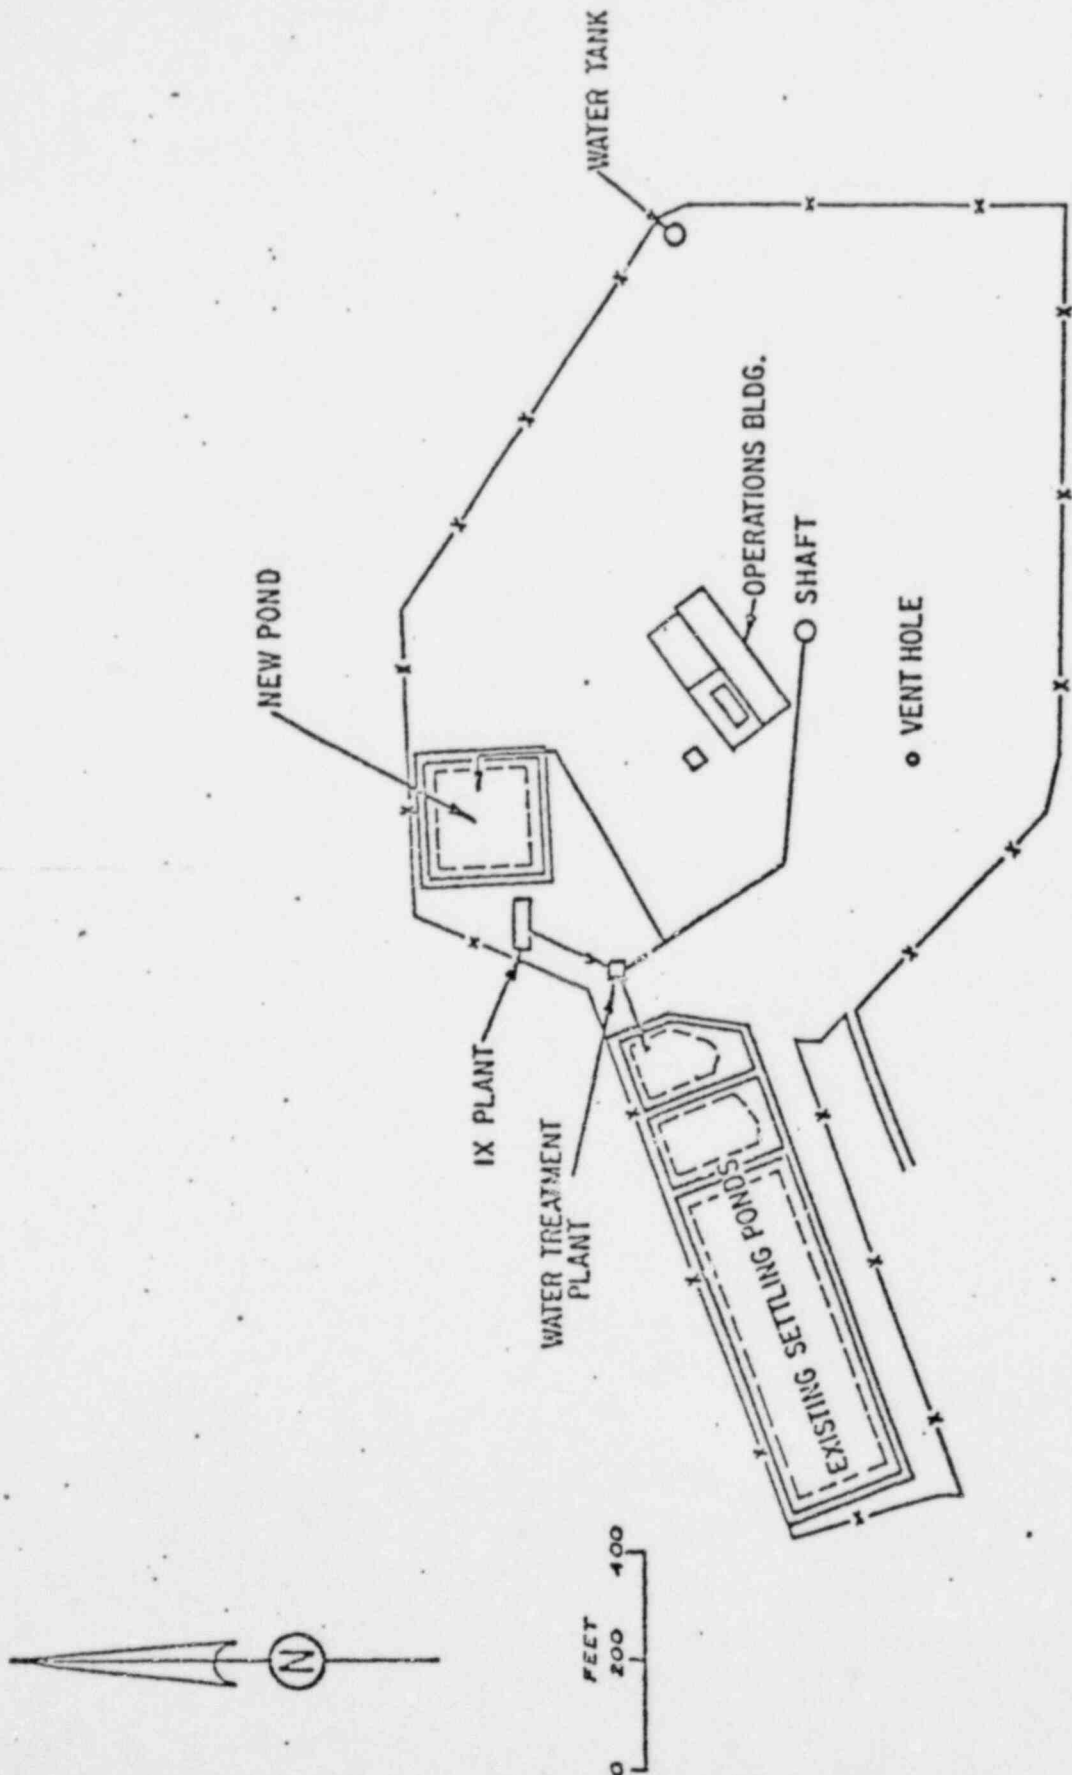 WATER TANK
NEW POND
OPERATIONS BLDG.
SHAFT
VENT HOLE
IX PLANT
WATER TREATMENT
PLANT
EXISTING SETTLING PONDS
N
FEET
0 200 400